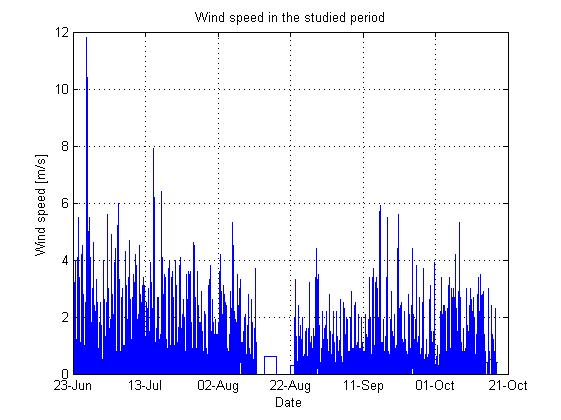 Wind speed in the studied period
12
10
8
6
4
2
0
Wind speed [m/s]
23-Jun 13-Jul 02-Aug 22-Aug 11-Sep 01-Oct 21-Oct
Date